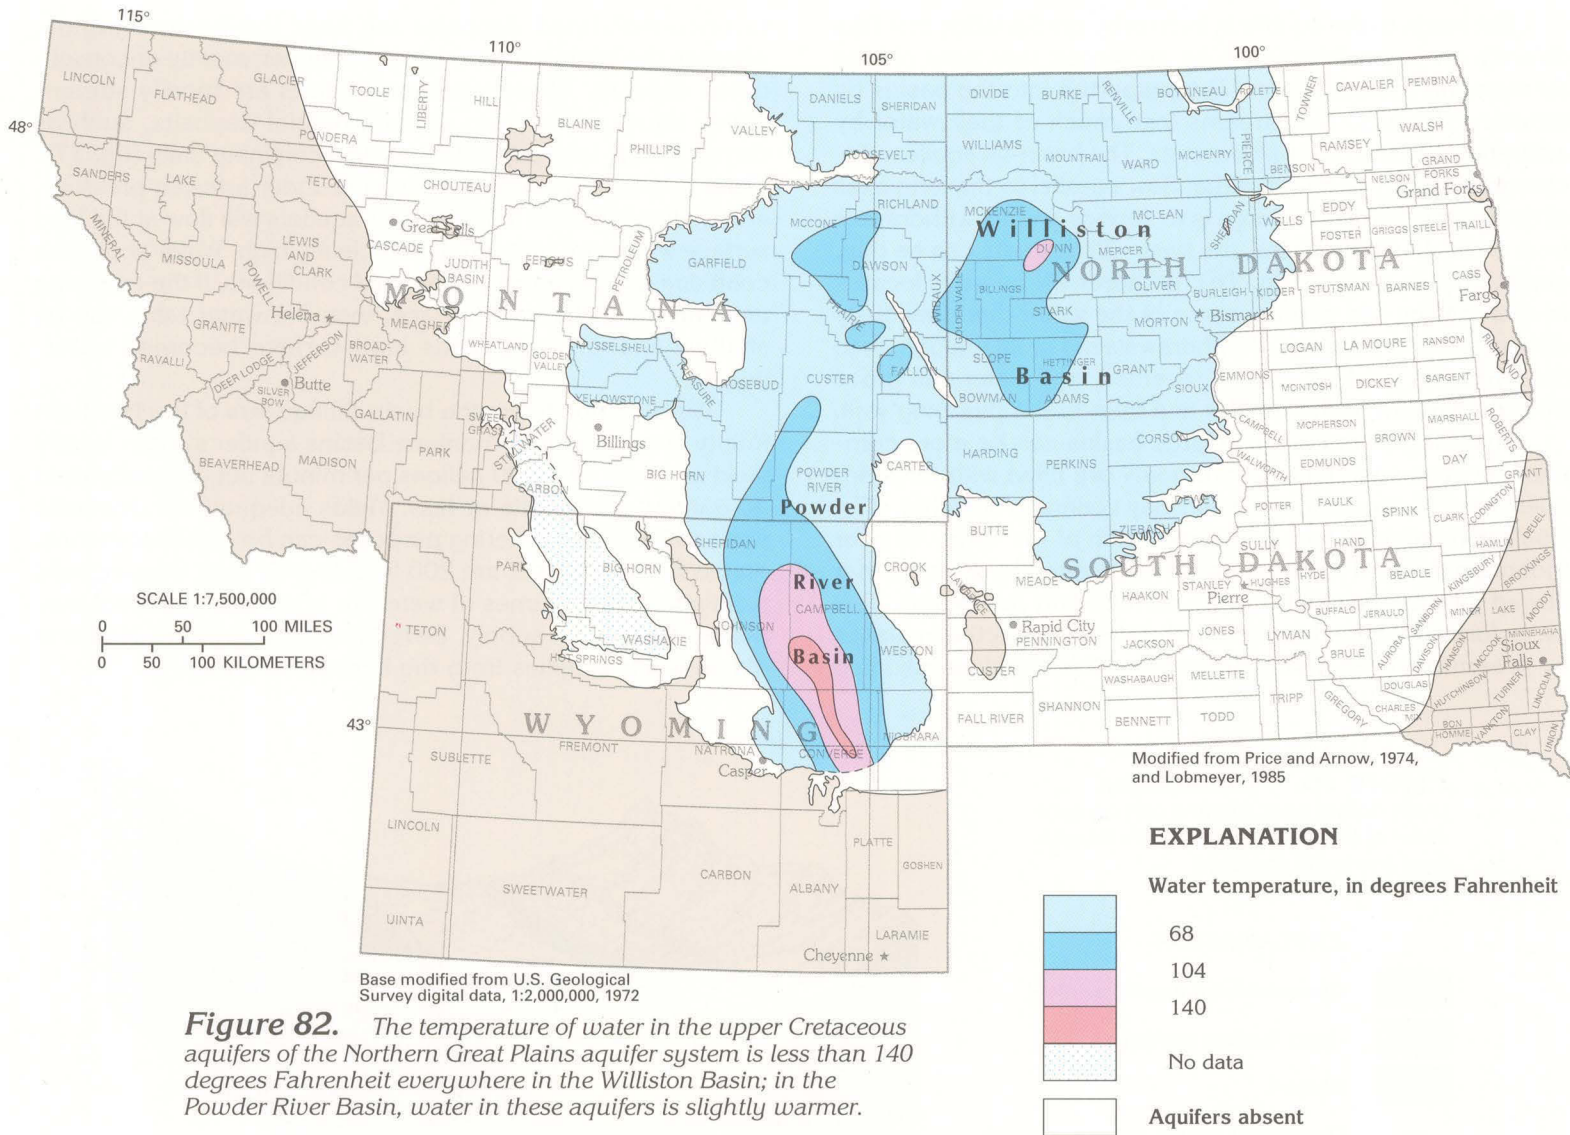 115°
110°
105°
100°
48°
43°
LINCOLN
FLATHEAD
GLACIER
TOOLE
LIBERTY
HILL
BLAINE
PHILLIPS
VALLEY
DANIELS
SHERIDAN
ROOSEVELT
DIVIDE
BURKE
RENVILLE
BOTTINEAU
ROLETTE
TOWNER
CAVALIER
PEMBINA
PONDERA
WILLIAMS
MOUNTRAIL
WARD
MCHENRY
PIERCE
BENSON
RAMSEY
WALSH
GRAND
FORKS
NELSON
Grand Forks
SANDERS
LAKE
TETON
CHOUTEAU
RICHLAND
MCCONE
MCKENZIE
MCLEAN
SHERIDAN
WELLS
EDDY
FOSTER
GRIGGS
STEELE
TRAILL
MINERAL
MISSOULA
POWELL
LEWIS
AND
CLARK
CASCADE
Great Falls
JUDITH
BASIN
FERGUS
PETROLEUM
GARFIELD
DAWSON
WIBAUX
GOLDEN VALLEY
BILLINGS
DUNN
MERCER
OLIVER
BURLEIGH
KIDDER
STUTSMAN
BARNES
CASS
Fargo
Williston
Basin
NORTH DAKOTA
MONTANA
GRANITE
Helena
MEAGHER
PRAIRIE
STARK
MORTON
Bismarck
RAVALLI
DEER LODGE
JEFFERSON
BROAD-
WATER
WHEATLAND
GOLDEN
VALLEY
MUSSELSHELL
TREASURE
ROSEBUD
CUSTER
FALLON
SLOPE
HETTINGER
GRANT
SIOUX
EMMONS
LOGAN
LA MOURE
RANSOM
RICHLAND
SILVER
BOW
Butte
YELLOWSTONE
BOWMAN
ADAMS
MCINTOSH
DICKEY
SARGENT
GALLATIN
SWEET
GRASS
STILLWATER
Billings
BEAVERHEAD
MADISON
PARK
CARBON
BIG HORN
POWDER
RIVER
CARTER
HARDING
PERKINS
CORSON
CAMPBELL
MCPHERSON
BROWN
MARSHALL
ROBERTS
WALWORTH
EDMUNDS
DAY
GRANT
DEWEY
POTTER
FAULK
SPINK
CLARK
CODINGTON
DEUEL
Powder
River
Basin
BUTTE
ZIEBACH
SULLY
HAND
HAMLIN
SOUTH DAKOTA
PARK
BIG HORN
SHERIDAN
CAMPBELL
CROOK
LAWRENCE
MEADE
HAAKON
STANLEY
HUGHES
Pierre
HYDE
BEADLE
KINGSBURY
BROOKINGS
SCALE 1:7,500,000
0 50 100 MILES
0 50 100 KILOMETERS
TETON
WASHAKIE
HOT SPRINGS
JOHNSON
WESTON
Rapid City
PENNINGTON
CUSTER
JACKSON
JONES
LYMAN
BUFFALO
JERAULD
SANBORN
MINER
LAKE
MOODY
BRULE
AURORA
DAVISON
HANSON
MCCOOK
MINNEHAHA
Sioux
Falls
WASHABAUGH
MELLETTE
TRIPP
GREGORY
DOUGLAS
CHARLES
MIX
HUTCHINSON
TURNER
LINCOLN
FALL RIVER
SHANNON
BENNETT
TODD
BON
HOMME
YANKTON
CLAY
UNION
WYOMING
SUBLETTE
FREMONT
NATRONA
Casper
CONVERSE
NIOBRARA
LINCOLN
UINTA
SWEETWATER
CARBON
ALBANY
PLATTE
GOSHEN
LARAMIE
Cheyenne
Modified from Price and Arnow, 1974,
and Lobmeyer, 1985
Base modified from U.S. Geological
Survey digital data, 1:2,000,000, 1972
EXPLANATION
Water temperature, in degrees Fahrenheit
68
104
140
No data
Aquifers absent
Figure 82. The temperature of water in the upper Cretaceous
aquifers of the Northern Great Plains aquifer system is less than 140
degrees Fahrenheit everywhere in the Williston Basin; in the
Powder River Basin, water in these aquifers is slightly warmer.